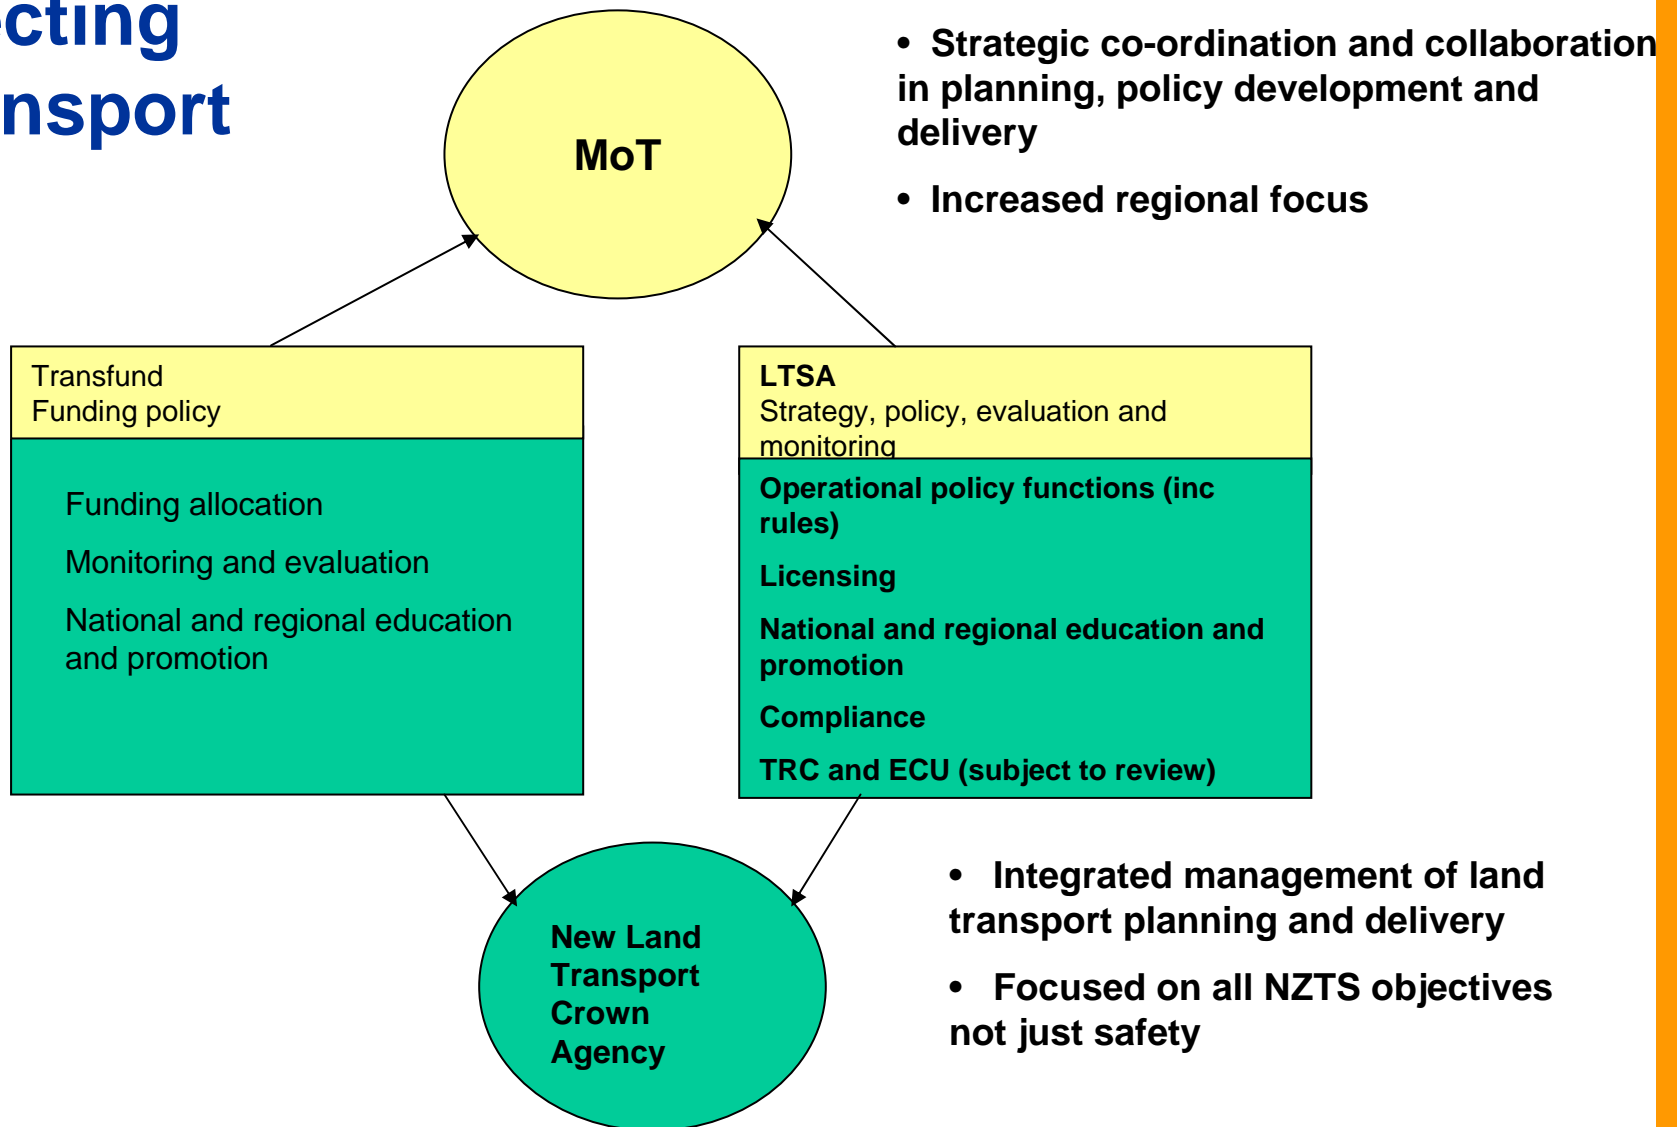 nsport
MoT
• Strategic co-ordination and collaboration
in planning, policy development and
delivery
• Increased regional focus
Transfund
Funding policy
Funding allocation
Monitoring and evaluation
National and regional education
and promotion
LTSA
Strategy, policy, evaluation and
monitoring
Operational policy functions (inc
rules)
Licensing
National and regional education and
promotion
Compliance
TRC and ECU (subject to review)
New Land
Transport
Crown
Agency
• Integrated management of land
transport planning and delivery
• Focused on all NZTS objectives
not just safety